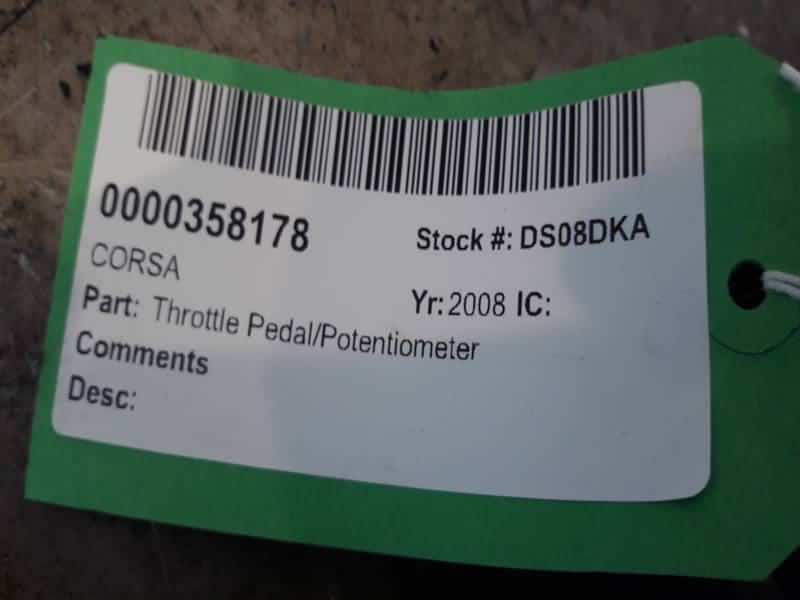 0000358178
Stock #: DS08DKA
CORSA
Yr: 2008 IC:
Part: Throttle Pedal/Potentiometer
Comments
Desc: